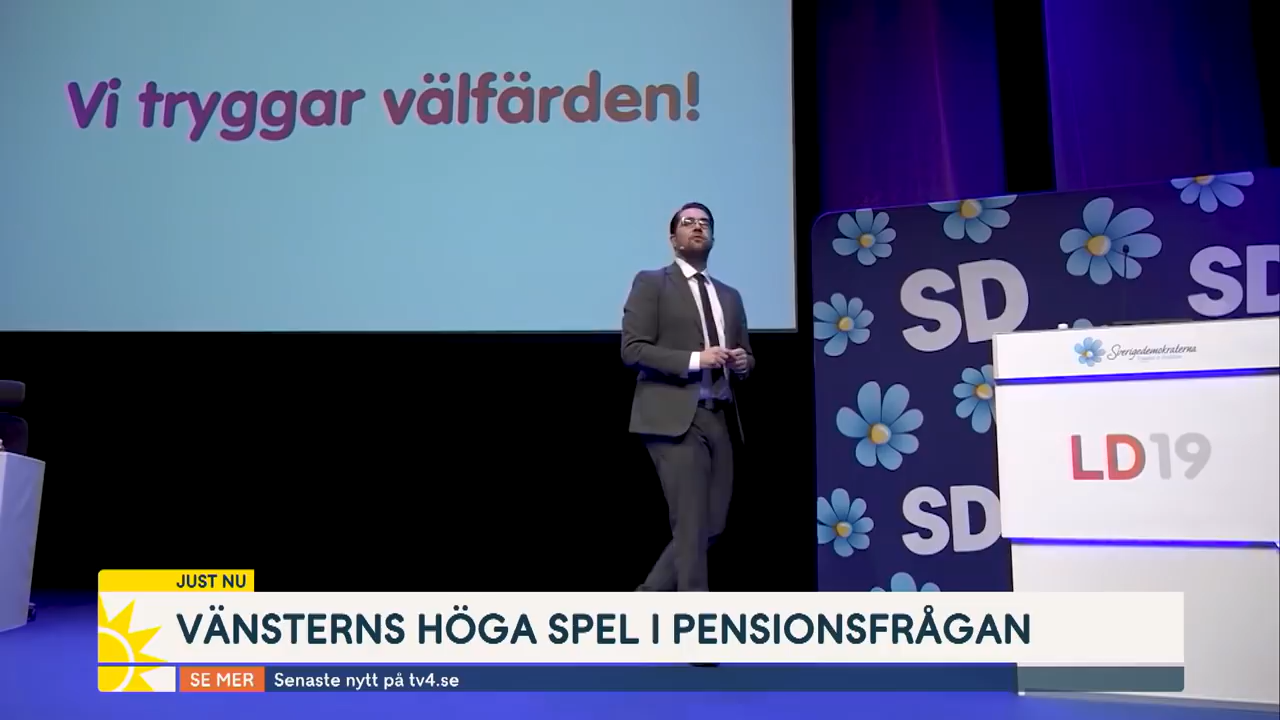 Vi tryggar välfärden!
SD
SD
Sverigedemokraterna
LD19
SD
JUST NU
VÄNSTERNS HÖGA SPEL I PENSIONSFRÅGAN
SE MER Senaste nytt på tv4.se